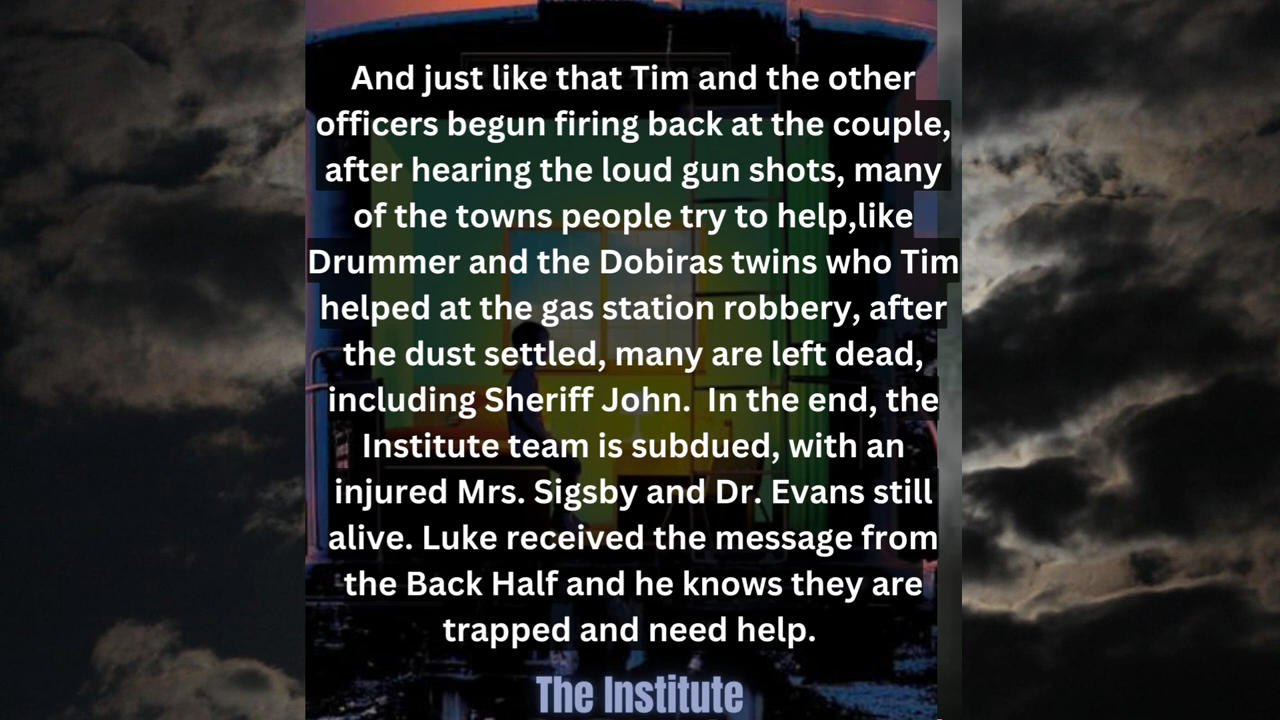 And just like that Tim and the other
officers begun firing back at the couple,
after hearing the loud gun shots, many
of the towns people try to help,like
Drummer and the Dobiras twins who Tim
helped at the gas station robbery, after
the dust settled, many are left dead,
including Sheriff John.  In the end, the
Institute team is subdued, with an
injured Mrs. Sigsby and Dr. Evans still
alive. Luke received the message from
the Back Half and he knows they are
trapped and need help.
The Institute